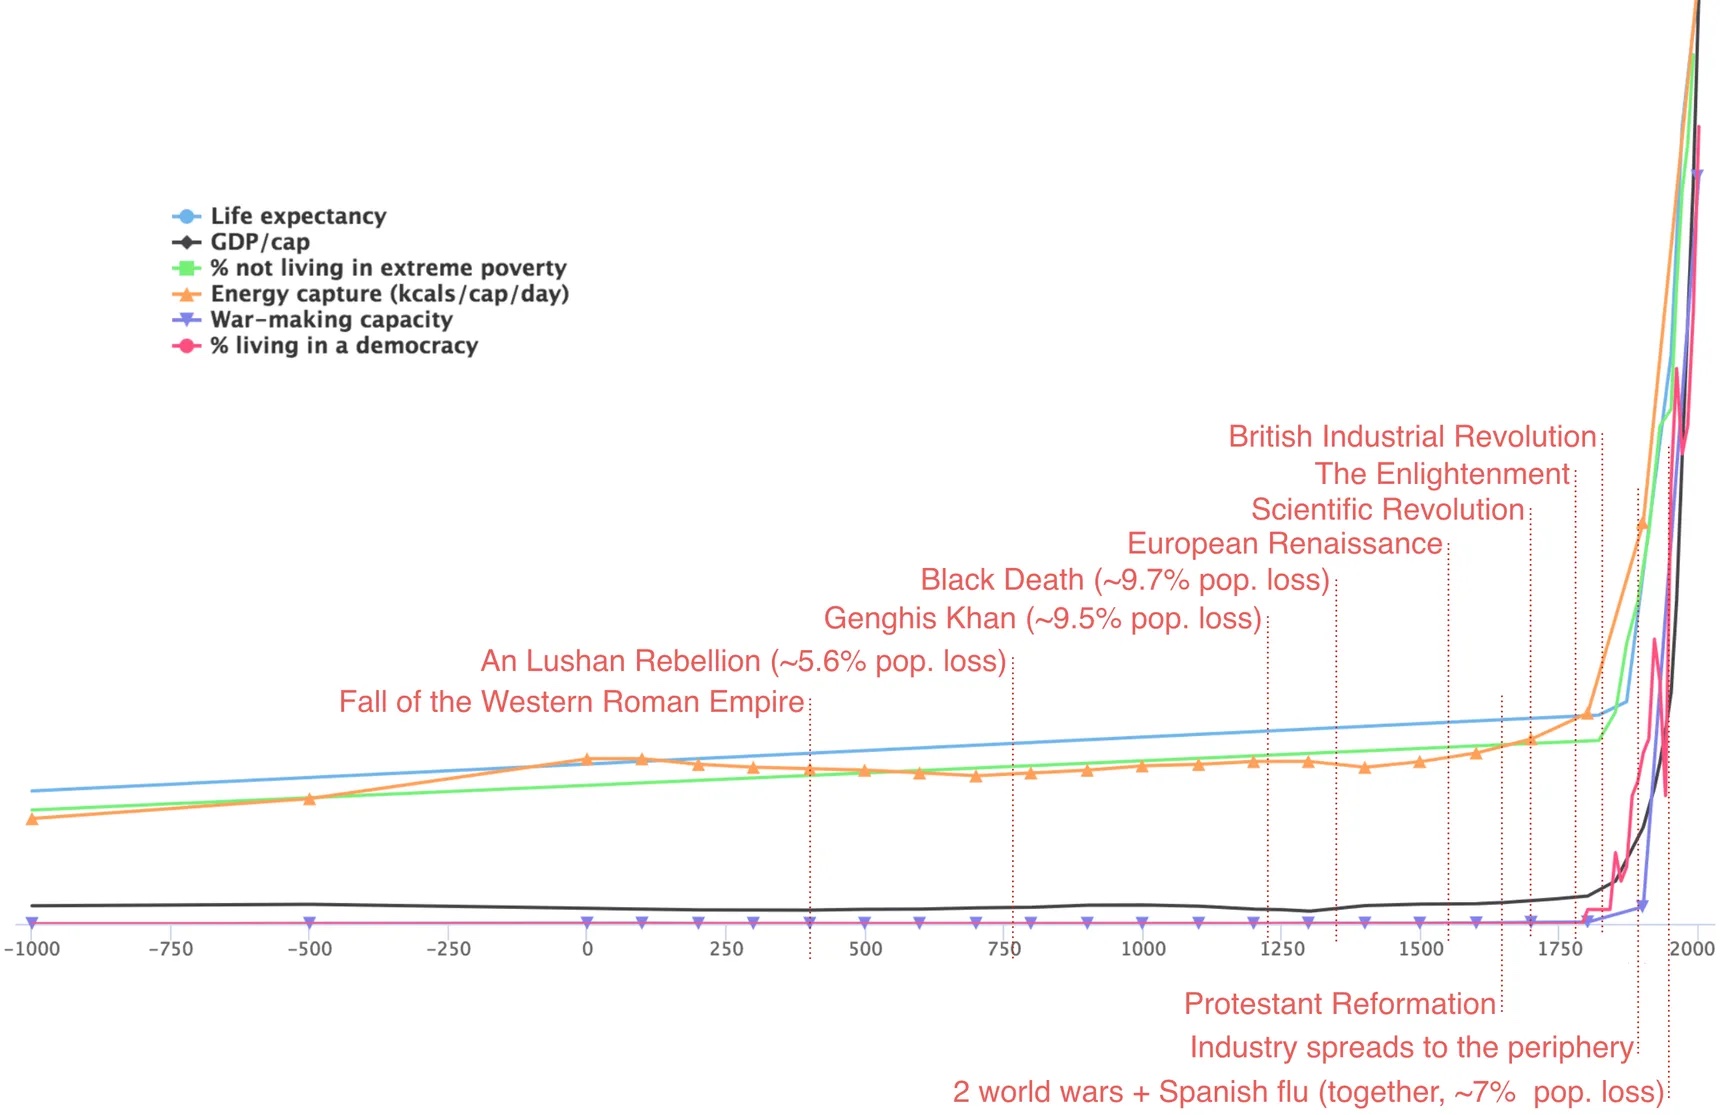 Life expectancy
GDP/cap
% not living in extreme poverty
Energy capture (kcals/cap/day)
War-making capacity
% living in a democracy
British Industrial Revolution
The Enlightenment
Scientific Revolution
European Renaissance
Black Death (~9.7% pop. loss)
Genghis Khan (~9.5% pop. loss)
An Lushan Rebellion (~5.6% pop. loss)
Fall of the Western Roman Empire
-1000 -750 -500 -250 0 250 500 750 1000 1250 1500 1750 2000
Protestant Reformation
Industry spreads to the periphery
2 world wars + Spanish flu (together, ~7% pop. loss)